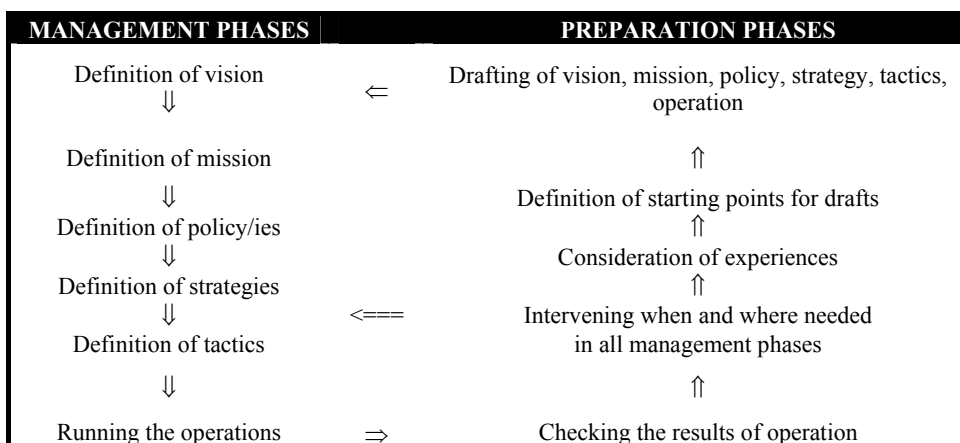 MANAGEMENT PHASES PREPARATION PHASES
Definition of vision ⇐ Drafting of vision, mission, policy, strategy, tactics,
⇓ operation
Definition of mission ⇑
⇓ Definition of starting points for drafts
Definition of policy/ies ⇑
⇓ Consideration of experiences
Definition of strategies ⇑
⇓ <=== Intervening when and where needed
Definition of tactics in all management phases
⇓ ⇑
Running the operations ⇒ Checking the results of operation